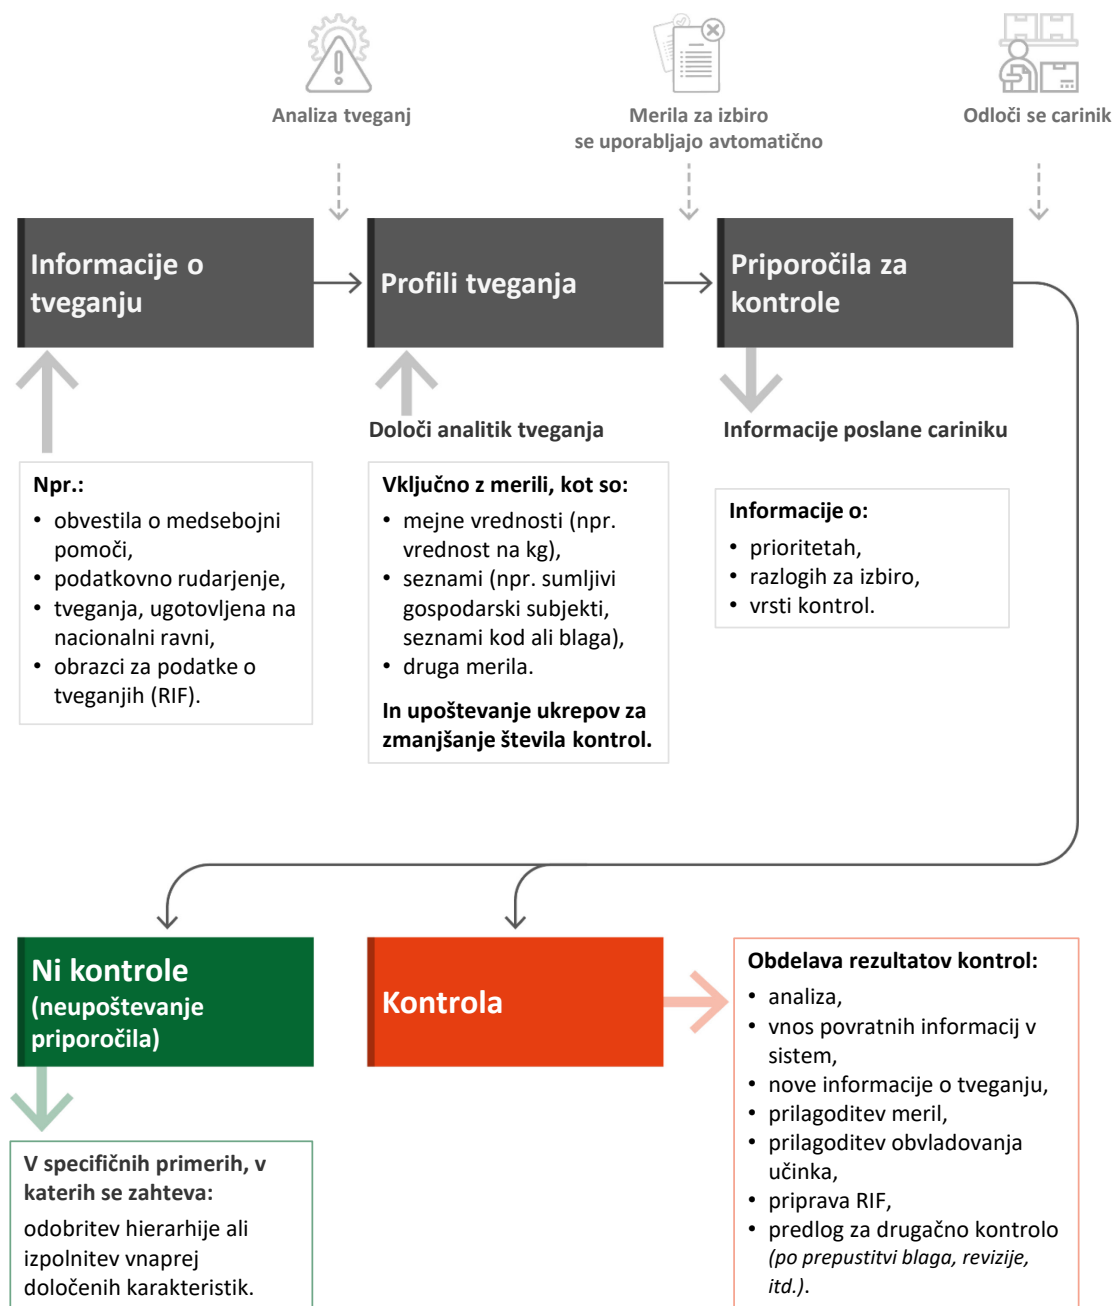 Analiza tveganj
Merila za izbiro
se uporabljajo avtomatično
Odloči se carinik
Informacije o
tveganju
Profili tveganja
Priporočila za
kontrole
Določi analitik tveganja
Informacije poslane cariniku
Npr.:
• obvestila o medsebojni
pomoči,
• podatkovno rudarjenje,
• tveganja, ugotovljena na
nacionalni ravni,
• obrazci za podatke o
tveganjih (RIF).
Vključno z merili, kot so:
• mejne vrednosti (npr.
vrednost na kg),
• seznami (npr. sumljivi
gospodarski subjekti,
seznami kod ali blaga),
• druga merila.
In upoštevanje ukrepov za
zmanjšanje števila kontrol.
Informacije o:
• prioritetah,
• razlogih za izbiro,
• vrsti kontrol.
Ni kontrole
(neupoštevanje
priporočila)
Kontrola
V specifičnih primerih, v
katerih se zahteva:
odobritev hierarhije ali
izpolnitev vnaprej
določenih karakteristik.
Obdelava rezultatov kontrol:
• analiza,
• vnos povratnih informacij v
sistem,
• nove informacije o tveganju,
• prilagoditev meril,
• prilagoditev obvladovanja
učinka,
• priprava RIF,
• predlog za drugačno kontrolo
(po prepustitvi blaga, revizije,
itd.).